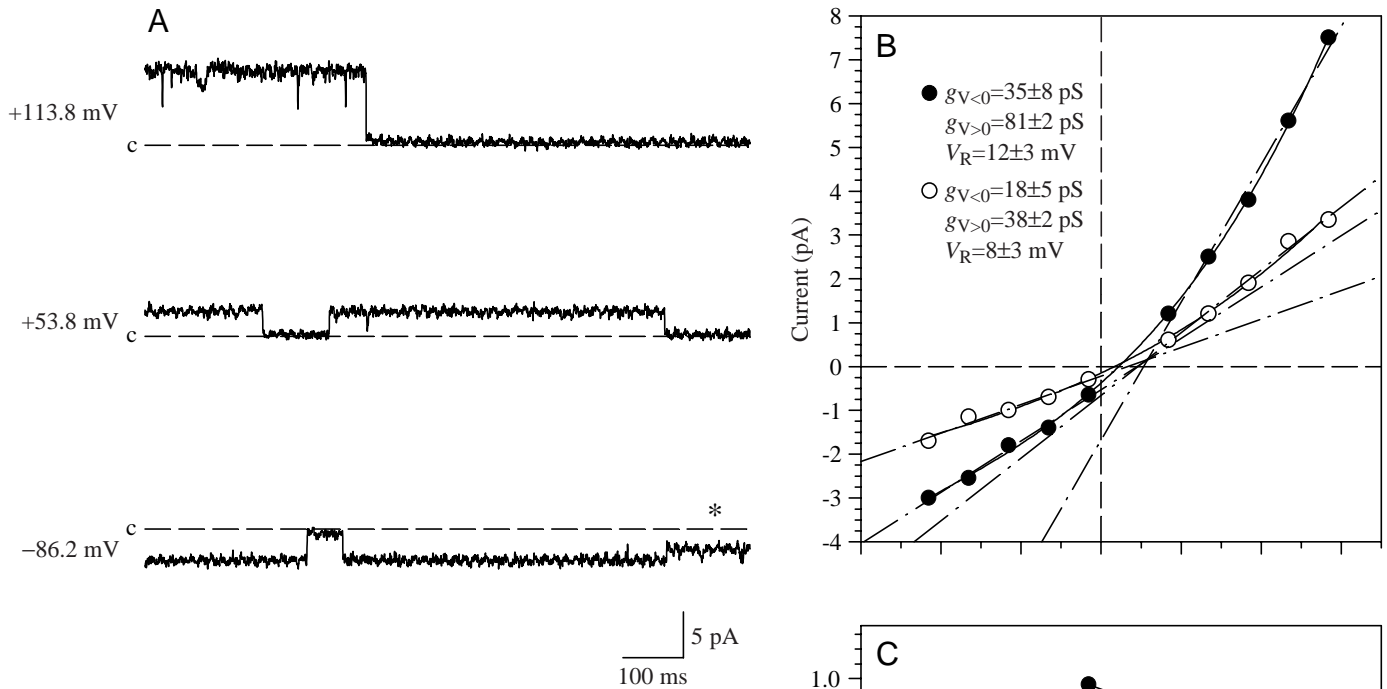 A
+113.8 mV
c
+53.8 mV
c
c
*
−86.2 mV
5 pA
100 ms
B
8
7
6
5
4
3
2
1
0
-1
-2
-3
-4
Current (pA)
gV<0=35±8 pS
gV>0=81±2 pS
VR=12±3 mV
gV<0=18±5 pS
gV>0=38±2 pS
VR=8±3 mV
C
1.0